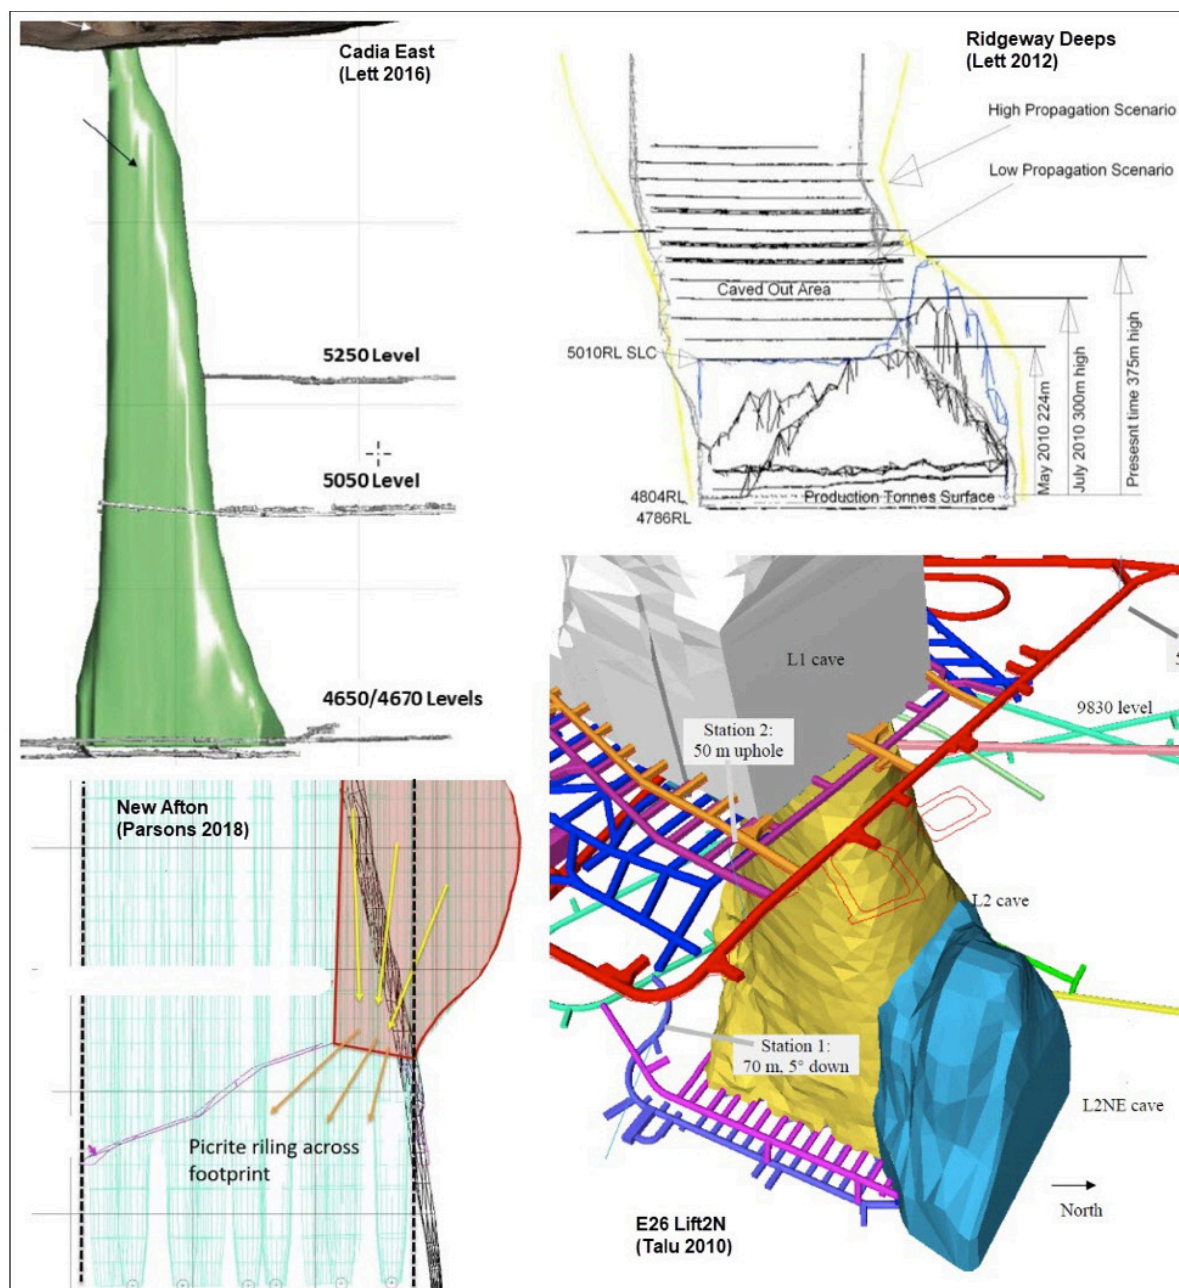 Cadia East
(Lett 2016)
5250 Level
5050 Level
4650/4670 Levels
Ridgeway Deeps
(Lett 2012)
High Propagation Scenario
Low Propagation Scenario
Caved Out Area
5010RL SLC
4804RL
Production Tonnes Surface
4786RL
May 2010 224m
July 2010 300m high
Presesnt time 375m high
New Afton
(Parsons 2018)
Picrite riling across
footprint
L1 cave
Station 2:
50 m uphole
9830 level
5
L2 cave
Station 1:
70 m, 5° down
L2NE cave
North
E26 Lift2N
(Talu 2010)